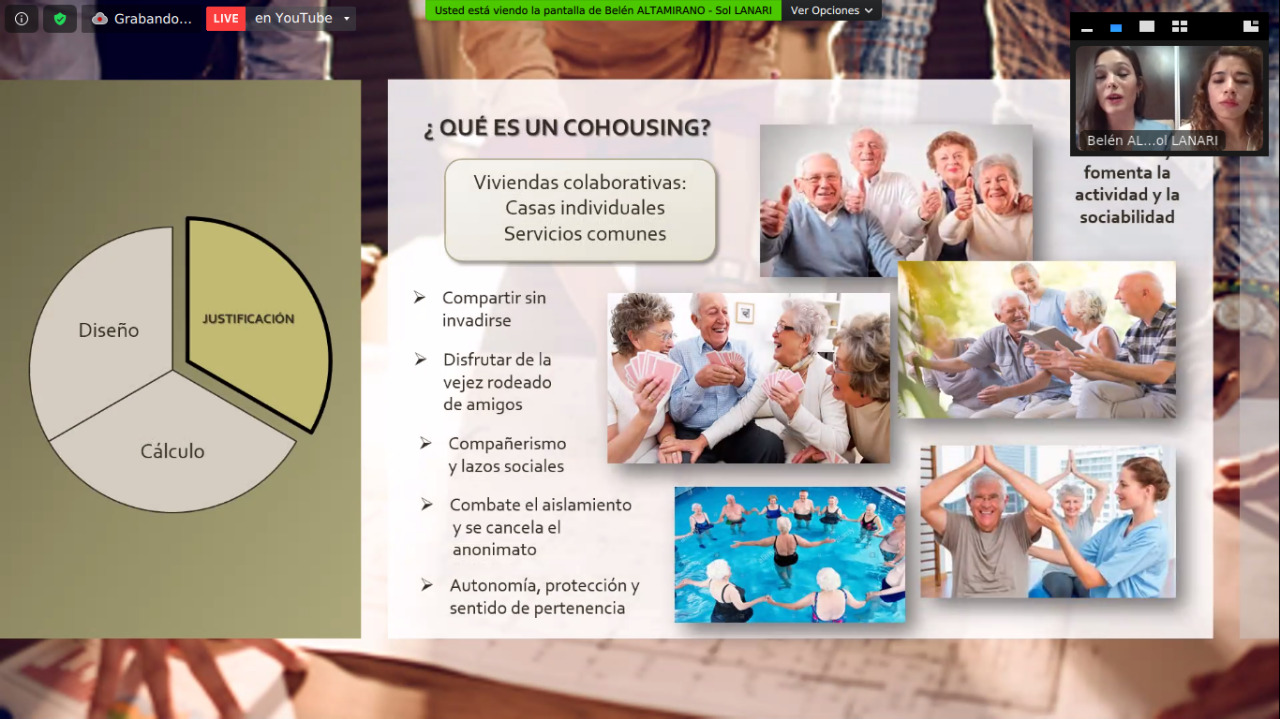 Grabando...
LIVE
en YouTube
Usted está viendo la pantalla de Belén ALTAMIRANO - Sol LANARI
Ver Opciones
Belén AL...ol LANARI
¿ QUÉ ES UN COHOUSING?
Viviendas colaborativas:
Casas individuales
Servicios comunes
fomenta la
actividad y la
sociabilidad
Diseño
JUSTIFICACIÓN
Cálculo
Compartir sin
invadirse
Disfrutar de la
vejez rodeado
de amigos
Compañerismo
y lazos sociales
Combate el aislamiento
y se cancela el
anonimato
Autonomía, protección y
sentido de pertenencia